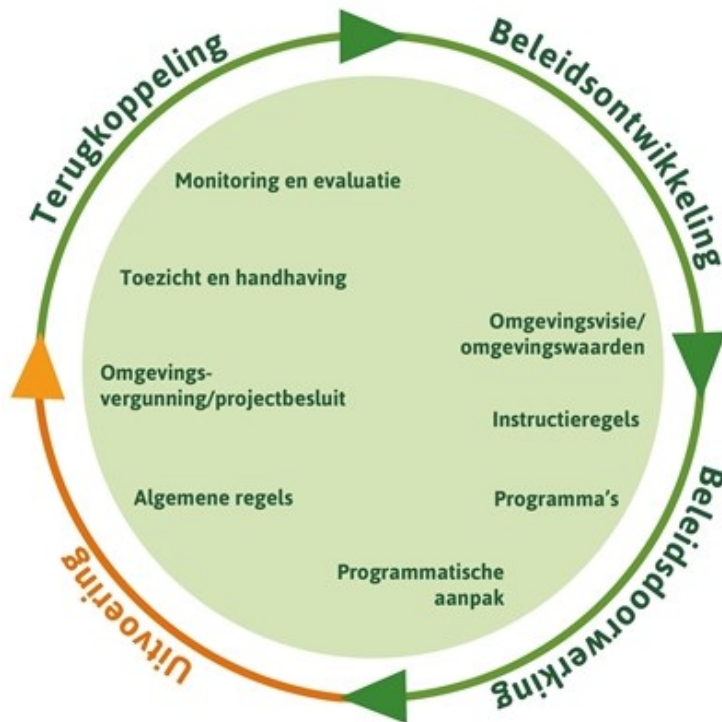 Terugkoppeling
Beleidsontwikkeling
Monitoring en evaluatie
Toezicht en handhaving
Omgevingsvisie/
omgevingswaarden
Omgevings-
vergunning/projectbesluit
Instructieregels
Algemene regels
Programma's
Programmatische
aanpak
Beleidsdoorwerking
Uitvoering